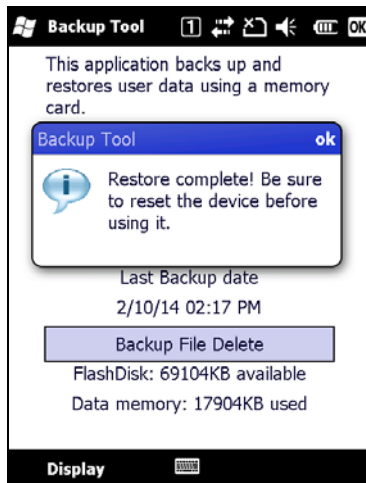 Backup Tool 1 OK
This application backs up and
restores user data using a memory
card.
Backup Tool ok
Restore complete! Be sure
to reset the device before
using it.
Last Backup date
2/10/14 02:17 PM
Backup File Delete
FlashDisk: 69104KB available
Data memory: 17904KB used
Display